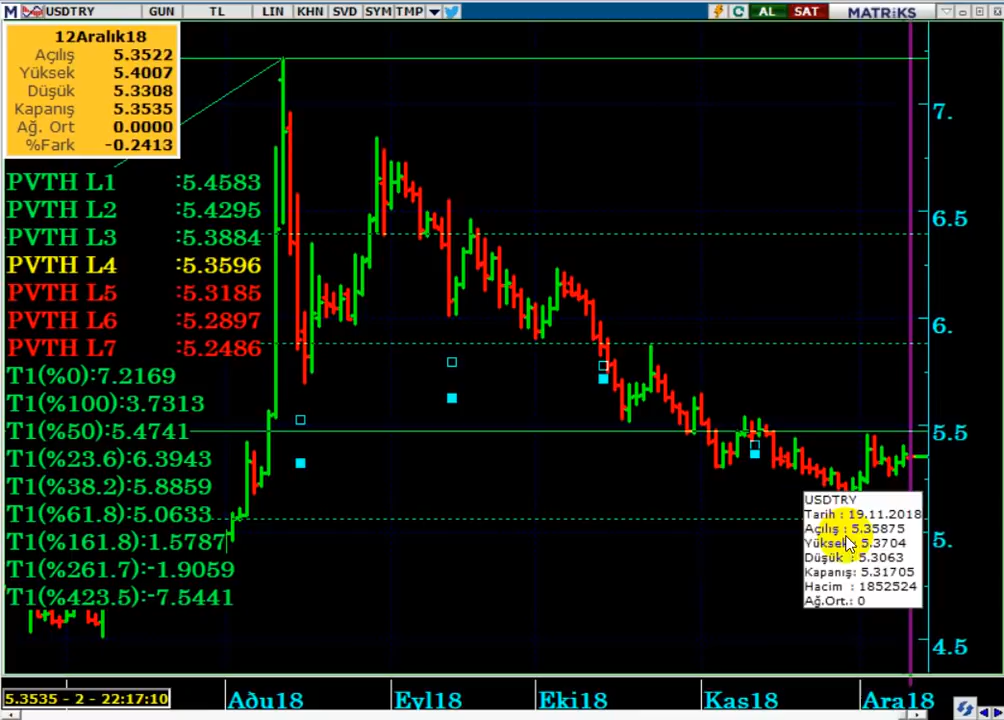 M USDTRY GUN TL LIN KHN SVD SYM TMP C AL SAT MATRİKS
12Aralık18
Açılış 5.3522
Yüksek 5.4007
Düşük 5.3308
Kapanış 5.3535
Ağ. Ort 0.0000
%Fark -0.2413
PVTH L1 :5.4583
PVTH L2 :5.4295
PVTH L3 :5.3884
PVTH L4 :5.3596
PVTH L5 :5.3185
PVTH L6 :5.2897
PVTH L7 :5.2486
T1(%0):7.2169
T1(%100):3.7313
T1(%50):5.4741
T1(%23.6):6.3943
T1(%38.2):5.8859
T1(%61.8):5.0633
T1(%161.8):1.5787
T1(%261.7):-1.9059
T1(%423.5):-7.5441
7.
6.5
6.
5.5
5.
4.5
USDTRY
Tarih : 19.11.2018
Açılış : 5.35875
Yüksek: 5.3704
Düşük : 5.3063
Kapanış: 5.31705
Hacim : 1852524
Ağ.Ort.: 0
5.3535 - 2 - 22:17:10
Aðu18 Eyl18 Eki18 Kas18 Ara18